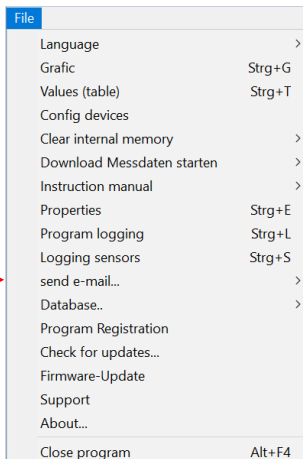 File
Language >
Grafic Strg+G
Values (table) Strg+T
Config devices
Clear internal memory >
Download Messdaten starten >
Instruction manual >
Properties Strg+E
Program logging Strg+L
Logging sensors Strg+S
send e-mail... >
Database.. >
Program Registration
Check for updates...
Firmware-Update
Support
About...
Close program Alt+F4